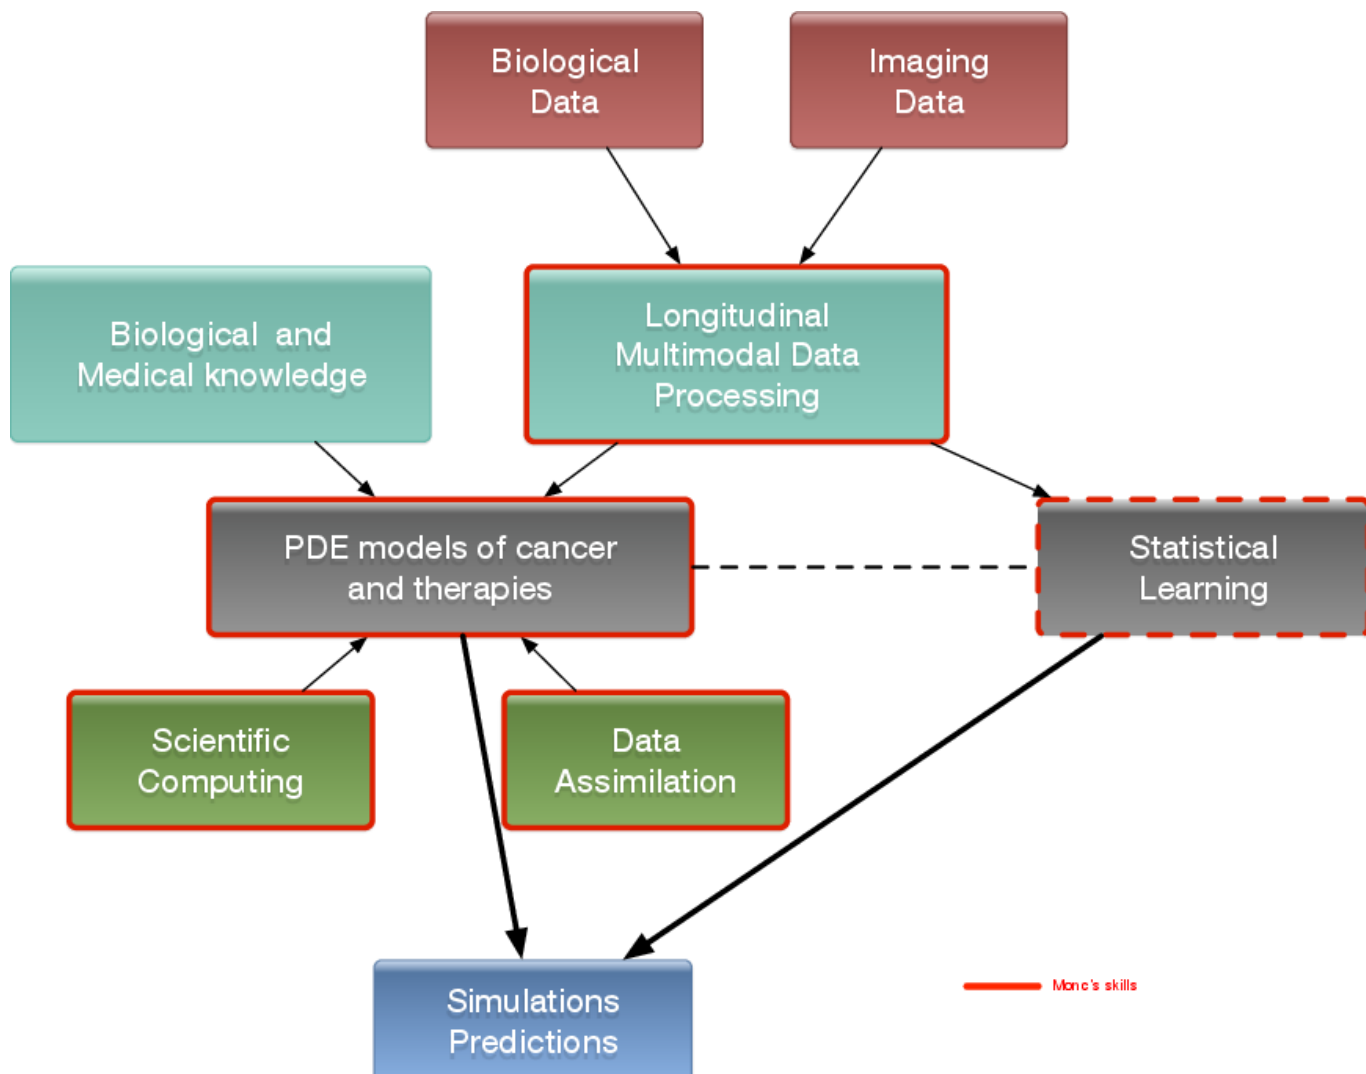 Biological
Data
Imaging
Data
Biological and
Medical knowledge
Longitudinal
Multimodal Data
Processing
PDE models of cancer
and therapies
Statistical
Learning
Scientific
Computing
Data
Assimilation
Simulations
Predictions
Monc's skills